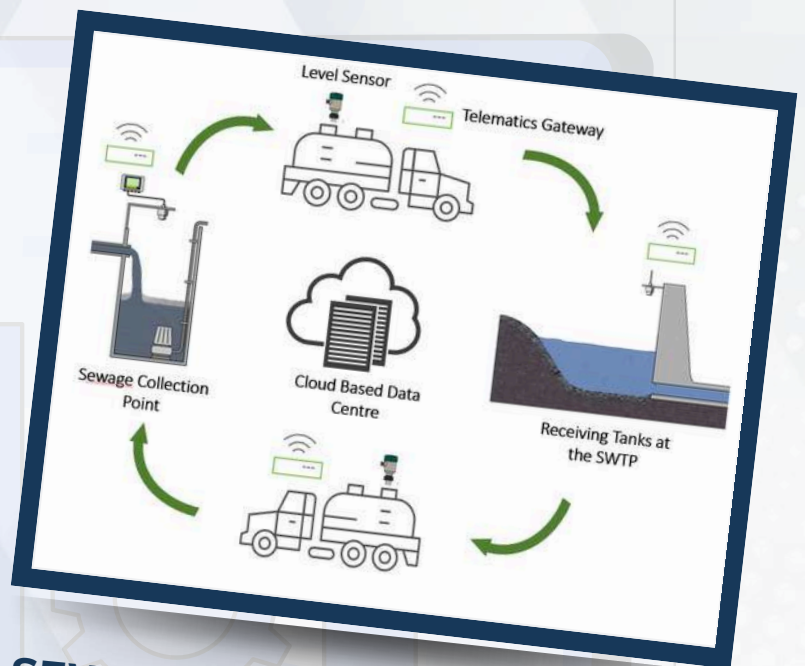 Level Sensor
Telematics Gateway
Sewage Collection
Point
Cloud Based Data
Centre
Receiving Tanks at
the SWTP